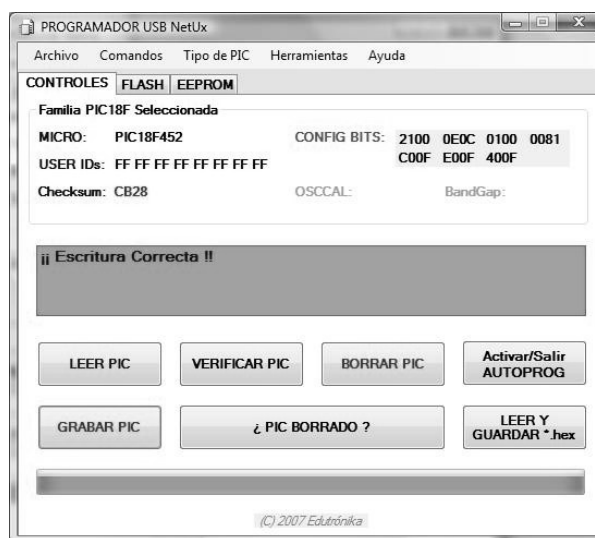 PROGRAMADOR USB NetUx
Archivo Comandos Tipo de PIC Herramientas Ayuda
CONTROLES FLASH EEPROM
Familia PIC18F Seleccionada
MICRO: PIC18F452 CONFIG BITS: 2100 0E0C 0100 0081
C00F E00F 400F
USER IDs: FF FF FF FF FF FF FF FF
Checksum: CB28 OSCCAL: BandGap:
¡¡ Escritura Correcta !!
LEER PIC VERIFICAR PIC BORRAR PIC Activar/Salir
AUTOPROG
GRABAR PIC ¿ PIC BORRADO ? LEER Y
GUARDAR *.hex
(C) 2007 Edutrónika